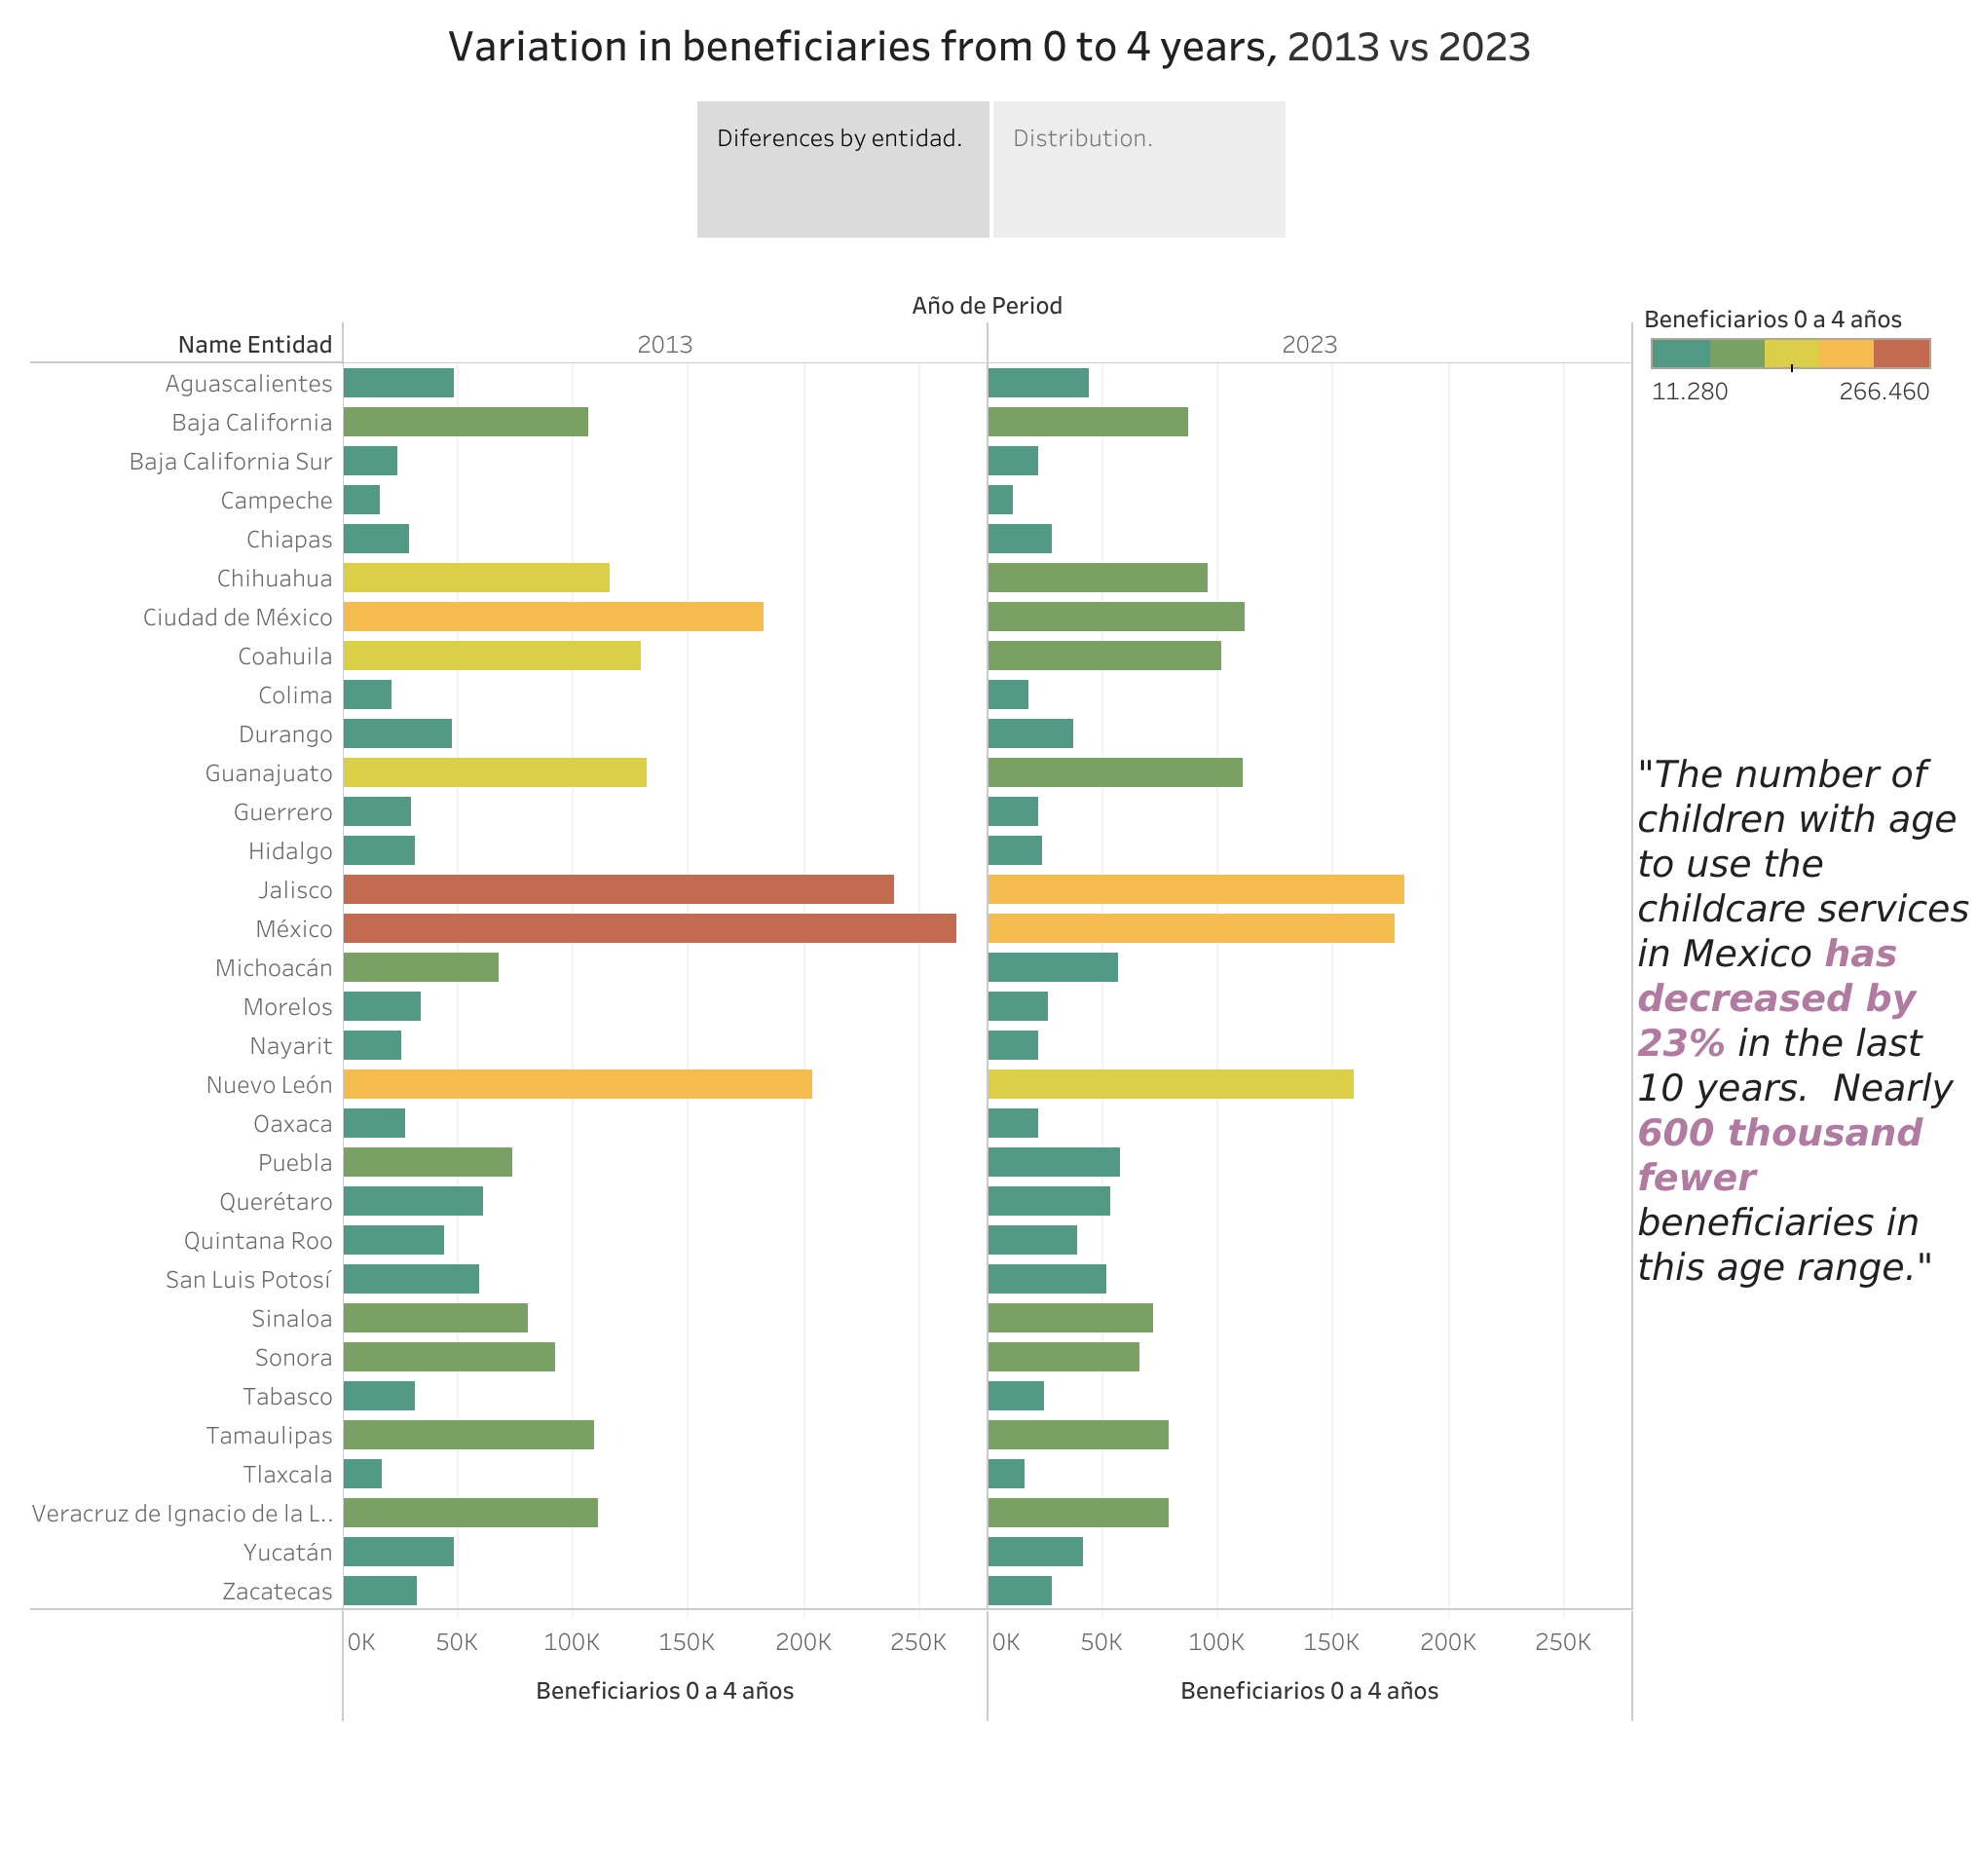 Variation in beneficiaries from 0 to 4 years, 2013 vs 2023
Diferences by entidad.
Distribution.
Año de Period
Name Entidad
2013
2023
Beneficiarios 0 a 4 años
11.280
266.460
Aguascalientes
Baja California
Baja California Sur
Campeche
Chiapas
Chihuahua
Ciudad de México
Coahuila
Colima
Durango
Guanajuato
Guerrero
Hidalgo
Jalisco
México
Michoacán
Morelos
Nayarit
Nuevo León
Oaxaca
Puebla
Querétaro
Quintana Roo
San Luis Potosí
Sinaloa
Sonora
Tabasco
Tamaulipas
Tlaxcala
Veracruz de Ignacio de la L..
Yucatán
Zacatecas
"The number of
children with age
to use the
childcare services
in Mexico has
decreased by
23% in the last
10 years.  Nearly
600 thousand
fewer
beneficiaries in
this age range."
0K 50K 100K 150K 200K 250K
0K 50K 100K 150K 200K 250K
Beneficiarios 0 a 4 años
Beneficiarios 0 a 4 años